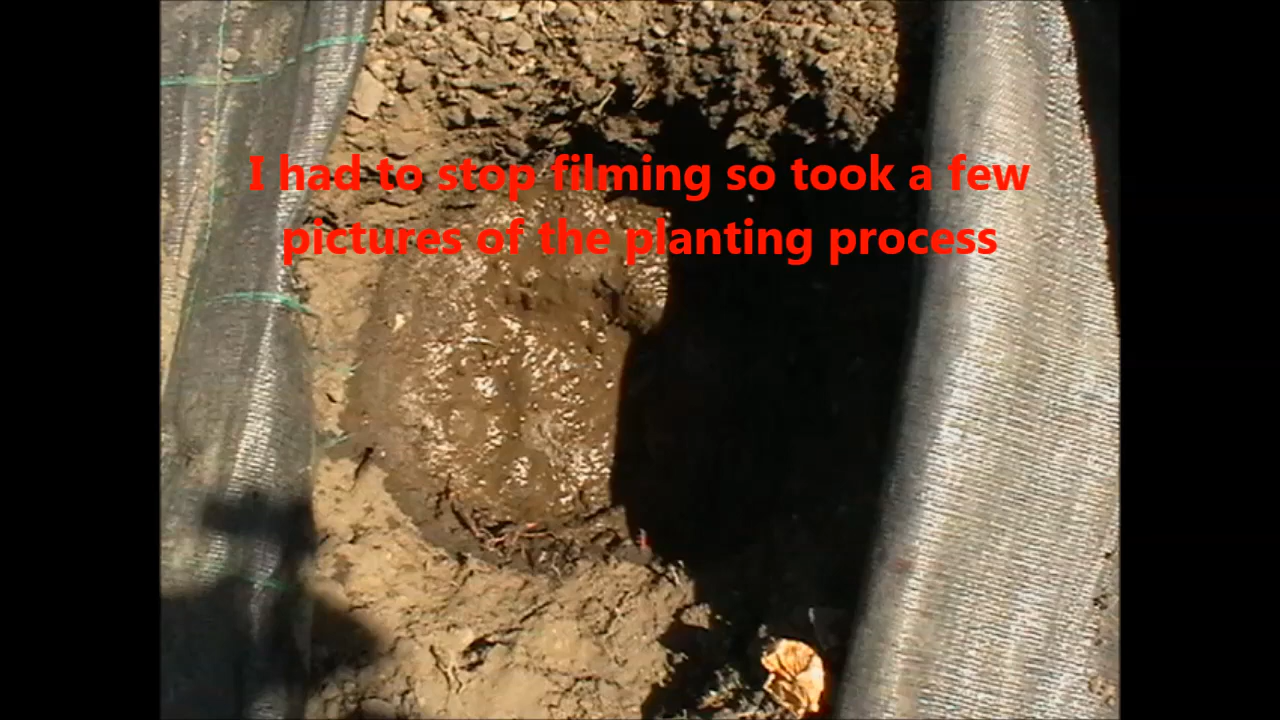 I had to stop filming so took a few
pictures of the planting process